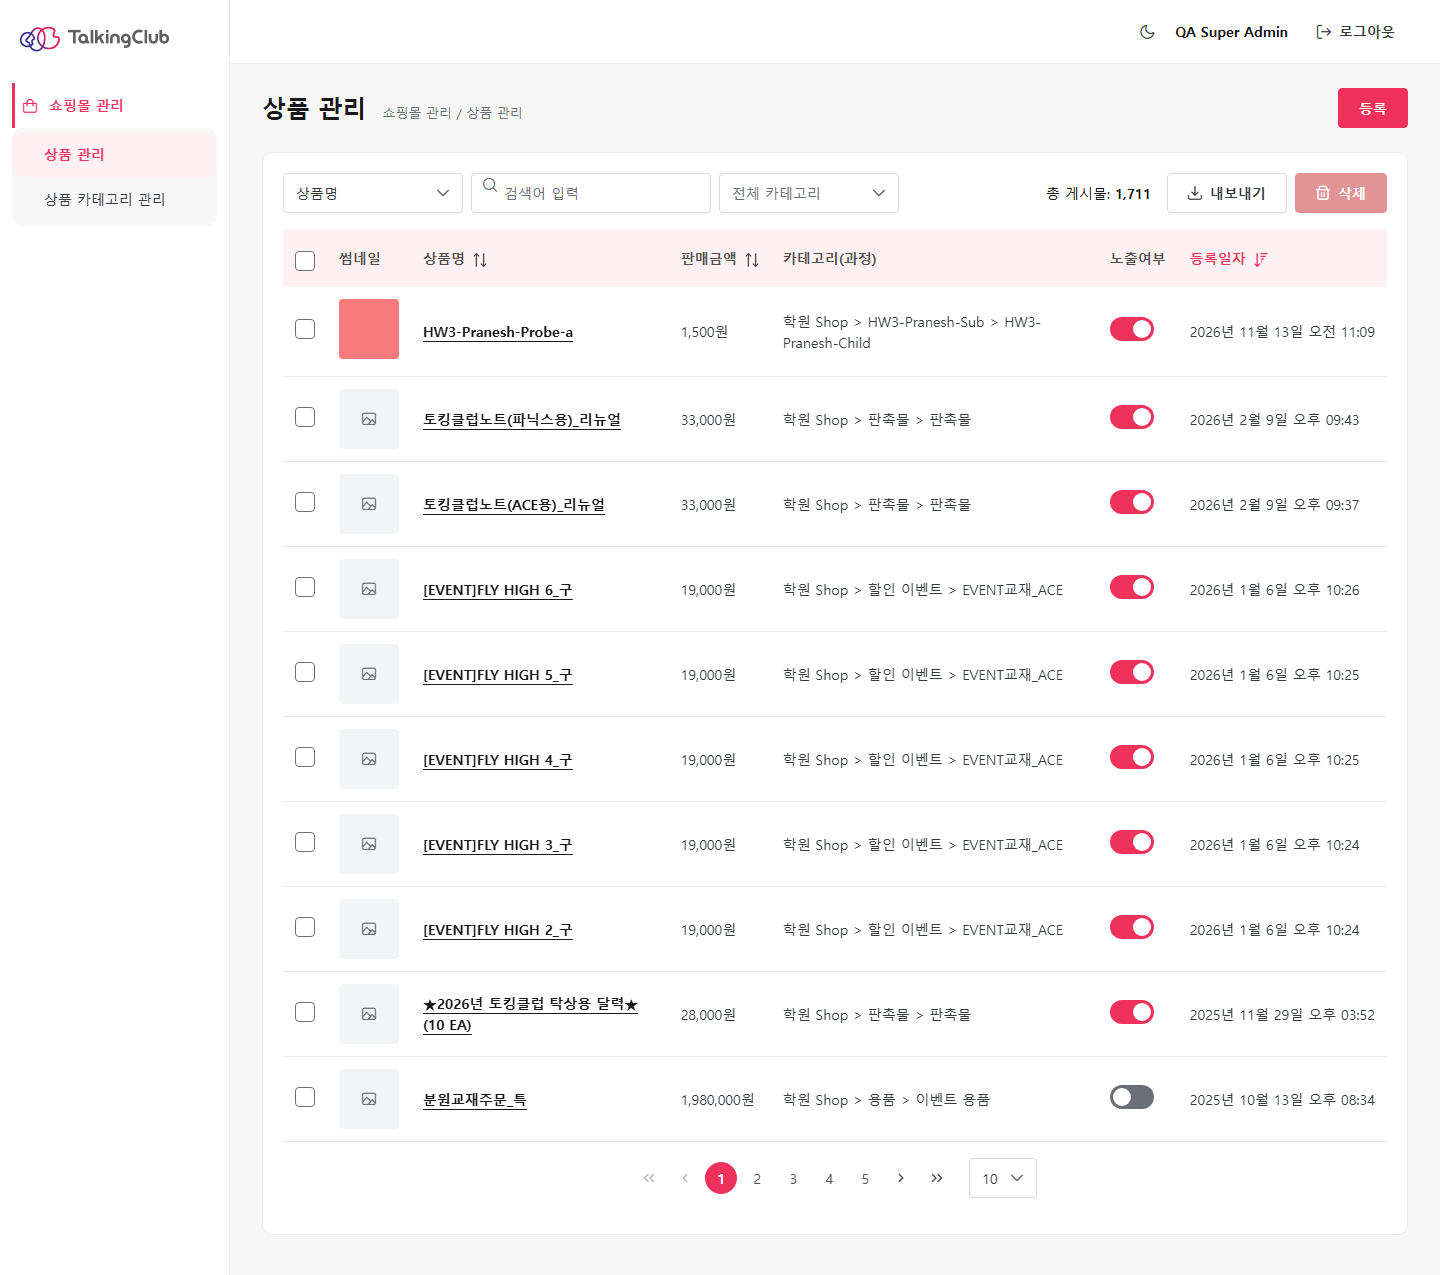 TalkingClub
QA Super Admin
로그아웃
쇼핑몰 관리
상품 관리
상품 카테고리 관리
상품 관리
쇼핑몰 관리 / 상품 관리
등록
상품명
검색어 입력
전체 카테고리
총 게시물: 1,711
내보내기
삭제
썸네일 상품명 판매금액 카테고리(과정) 노출여부 등록일자
HW3-Pranesh-Probe-a 1,500원 학원 Shop > HW3-Pranesh-Sub > HW3-
Pranesh-Child 2026년 11월 13일 오전 11:09
토킹클럽노트(파닉스용)_리뉴얼 33,000원 학원 Shop > 판촉물 > 판촉물 2026년 2월 9일 오후 09:43
토킹클럽노트(ACE용)_리뉴얼 33,000원 학원 Shop > 판촉물 > 판촉물 2026년 2월 9일 오후 09:37
[EVENT]FLY HIGH 6_구 19,000원 학원 Shop > 할인 이벤트 > EVENT교재_ACE 2026년 1월 6일 오후 10:26
[EVENT]FLY HIGH 5_구 19,000원 학원 Shop > 할인 이벤트 > EVENT교재_ACE 2026년 1월 6일 오후 10:25
[EVENT]FLY HIGH 4_구 19,000원 학원 Shop > 할인 이벤트 > EVENT교재_ACE 2026년 1월 6일 오후 10:25
[EVENT]FLY HIGH 3_구 19,000원 학원 Shop > 할인 이벤트 > EVENT교재_ACE 2026년 1월 6일 오후 10:24
[EVENT]FLY HIGH 2_구 19,000원 학원 Shop > 할인 이벤트 > EVENT교재_ACE 2026년 1월 6일 오후 10:24
★2026년 토킹클럽 탁상용 달력★
(10 EA) 28,000원 학원 Shop > 판촉물 > 판촉물 2025년 11월 29일 오후 03:52
분원교재주문_특 1,980,000원 학원 Shop > 용품 > 이벤트 용품 2025년 10월 13일 오후 08:34
1 2 3 4 5 10